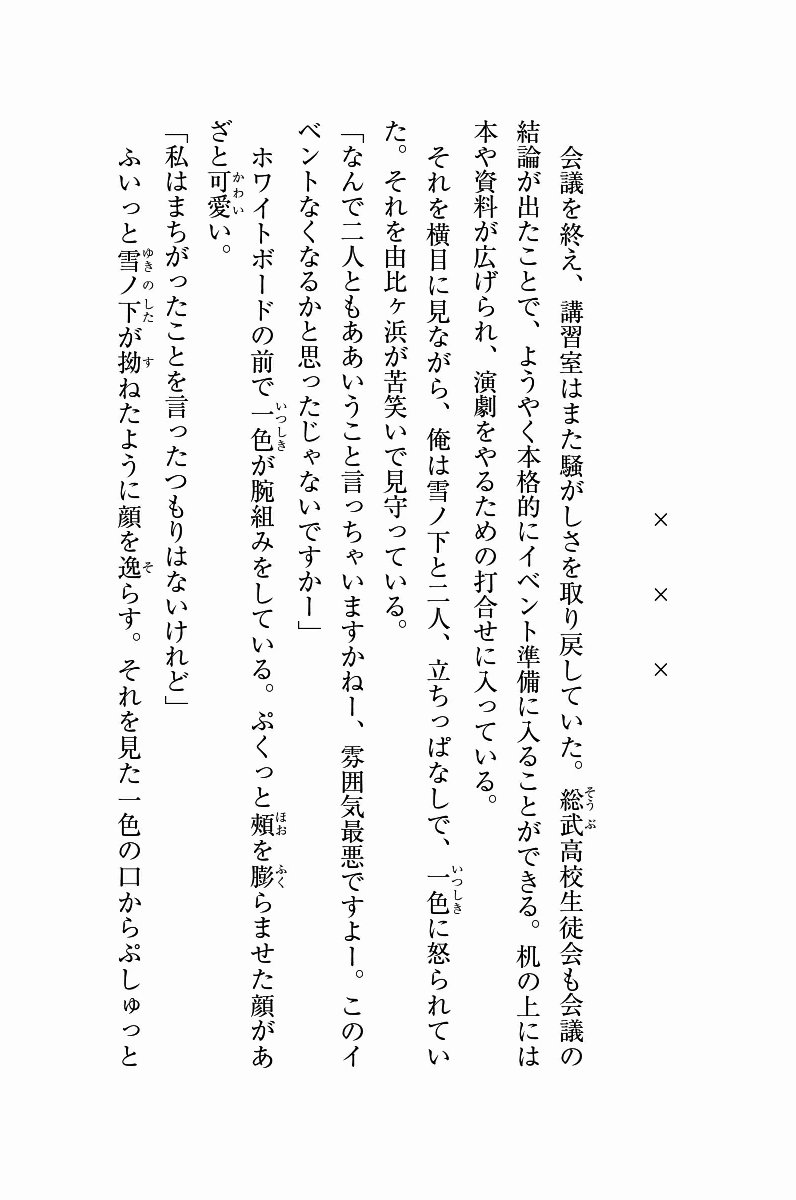 ×　×　×
会議を終え、講習室はまた騒がしさを取り戻していた。総武高校生徒会も会議の
結論が出たことで、ようやく本格的にイベント準備に入ることができる。机の上には
本や資料が広げられ、演劇をやるための打合せに入っている。
それを横目に見ながら、俺は雪ノ下と二人、立ちっぱなしで、一色に怒られてい
た。それを由比ヶ浜が苦笑いで見守っている。
「なんで二人ともああいうこと言っちゃいますかねー、雰囲気最悪ですよー。このイ
ベントなくなるかと思ったじゃないですかー」
ホワイトボードの前で一色が腕組みをしている。ぷくっと頰を膨らませた顔があ
ざと可愛い。
「私はまちがったことを言ったつもりはないけれど」
ふいっと雪ノ下が拗ねたように顔を逸らす。それを見た一色の口からぷしゅっと